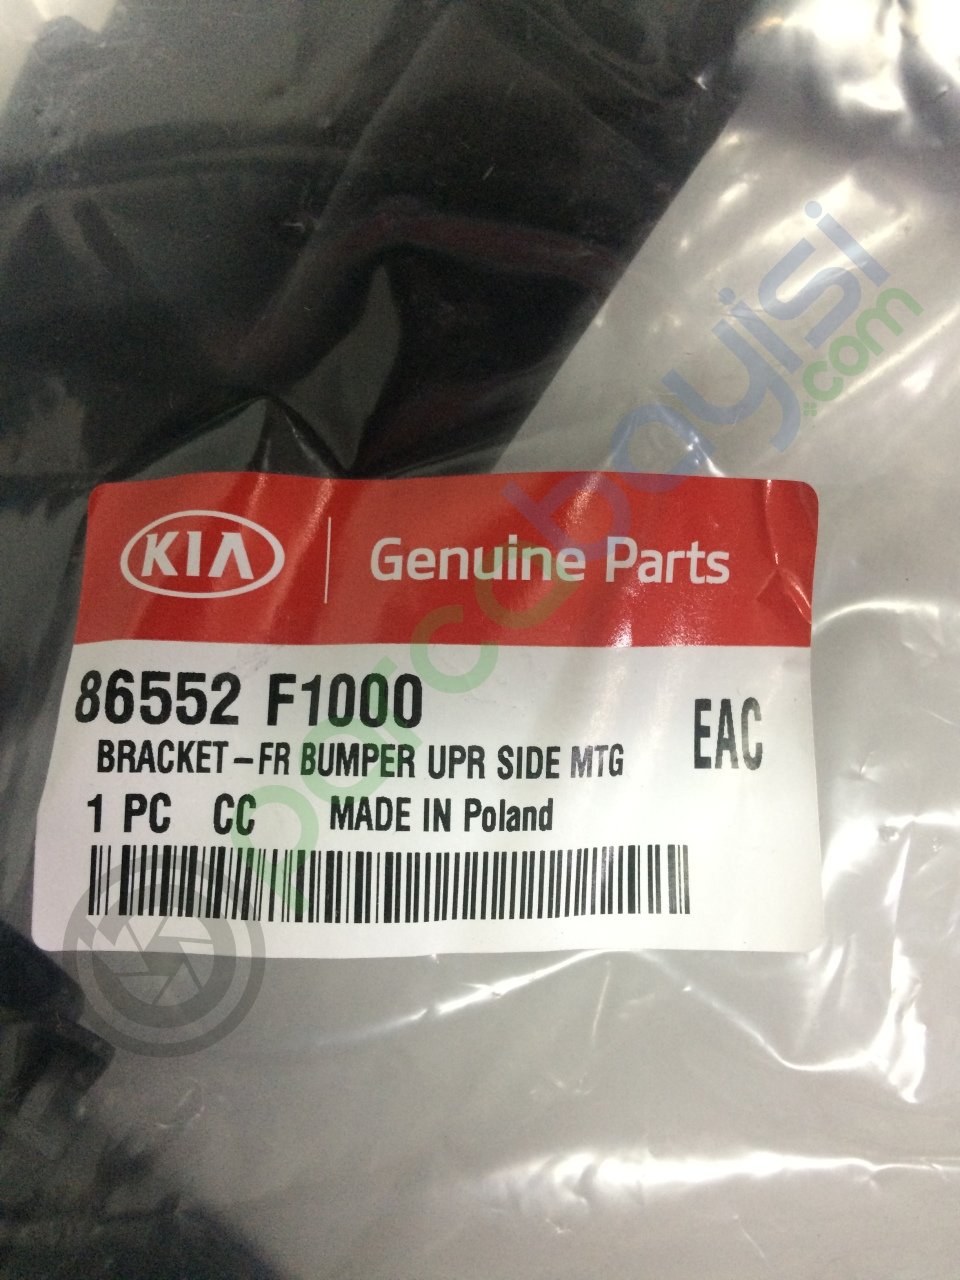 KIA Genuine Parts
86552 F1000
EAC
BRACKET-FR BUMPER UPR SIDE MTG
1 PC CC MADE IN Poland
parcabayisi.com